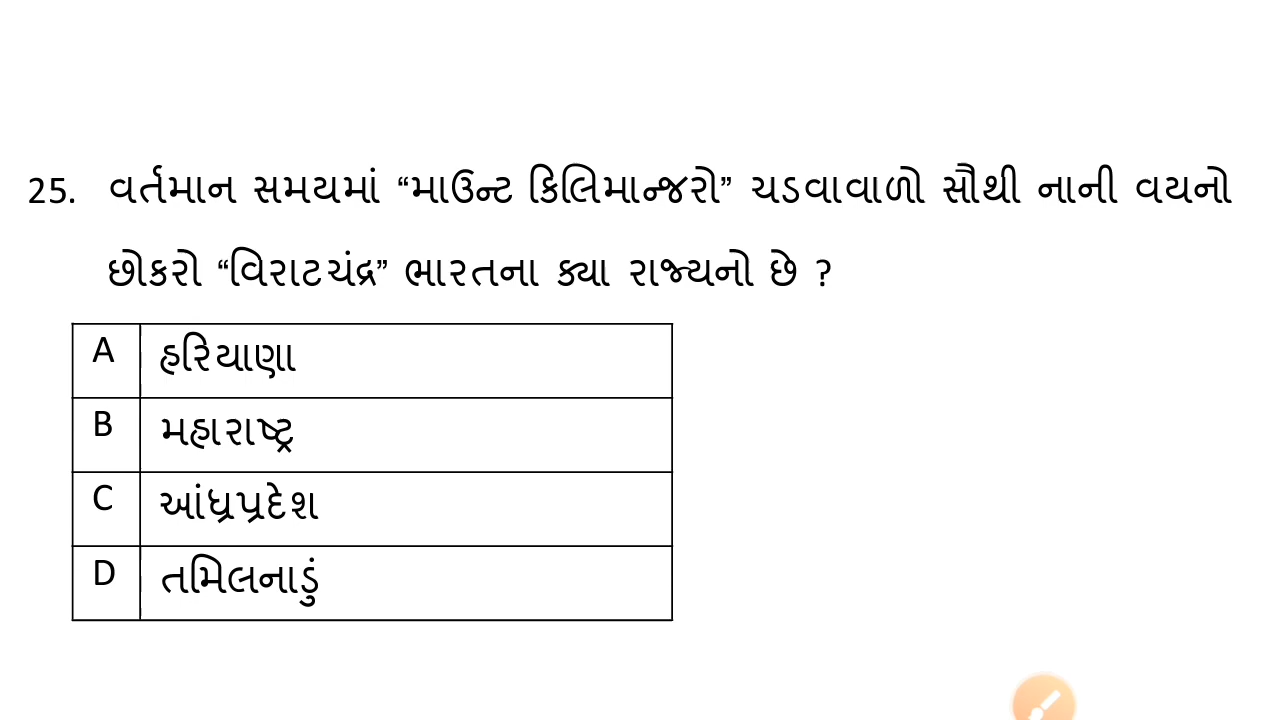 25. વર્તમાન સમયમાં “માઉન્ટ કિલિમાન્જરો” ચડવાવાળો સૌથી નાની વયનો
છોકરો “વિરાટચંદ્ર” ભારતના ક્યા રાજ્યનો છે ?
A હરિયાણા
B મહારાષ્ટ્ર
C આંધ્રપ્રદેશ
D તમિલનાડું